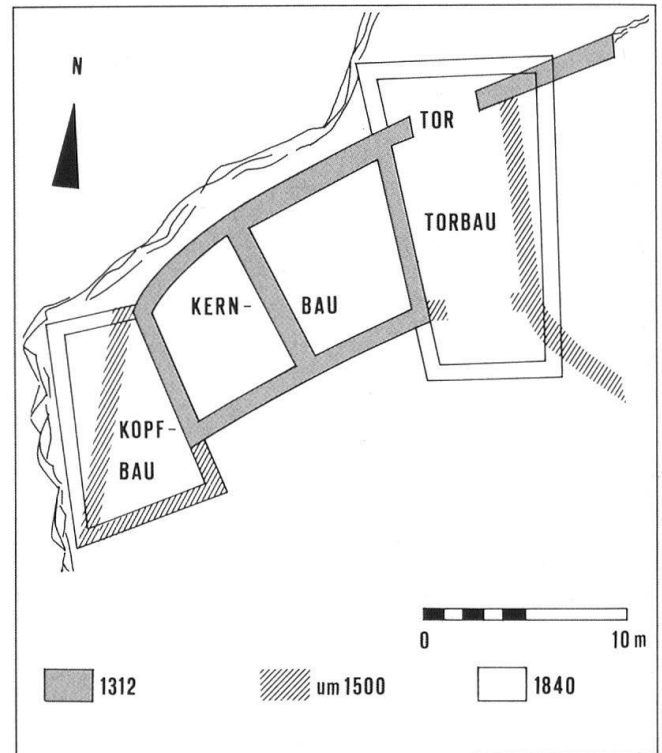 N
TOR
TORBAU
KERN-
BAU
KOPF-
BAU
0 10 m
1312 um 1500 1840